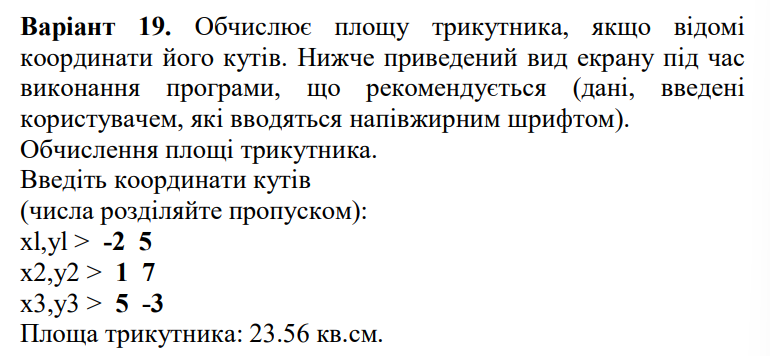 Варіант 19. Обчислює площу трикутника, якщо відомі
координати його кутів. Нижче приведений вид екрану під час
виконання програми, що рекомендується (дані, введені
користувачем, які вводяться напівжирним шрифтом).
Обчислення площі трикутника.
Введіть координати кутів
(числа розділяйте пропуском):
xl,yl > -2 5
x2,y2 > 1 7
x3,y3 > 5 -3
Площа трикутника: 23.56 кв.см.